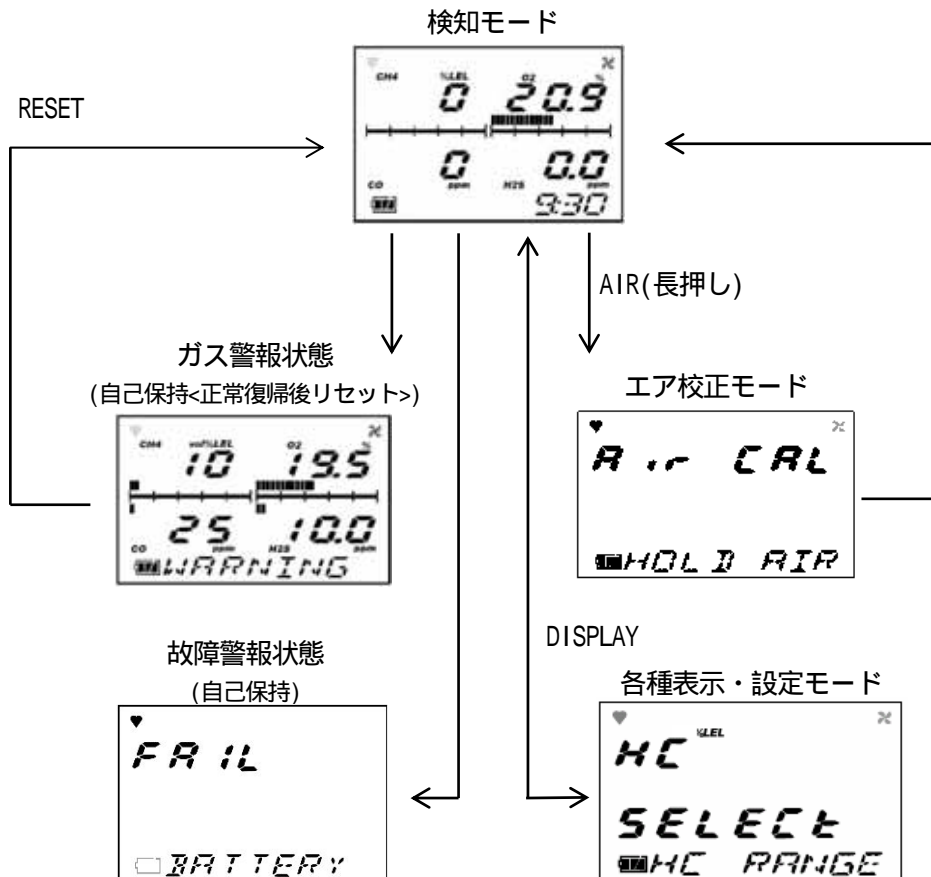 検知モード
CH4 %LEL O2 %
0 20.9
RESET
0 0.0
CO ppm H2S ppm
9:30
AIR(長押し)
ガス警報状態
(自己保持<正常復帰後リセット>)
CH4 vol%LEL O2 %
10 19.5
25 10.0
CO ppm H2S ppm
WARNING
エア校正モード
Air CAL
HOLD AIR
DISPLAY
故障警報状態
(自己保持)
FAIL
BATTERY
各種表示・設定モード
HC %LEL
SELECt
HC RANGE